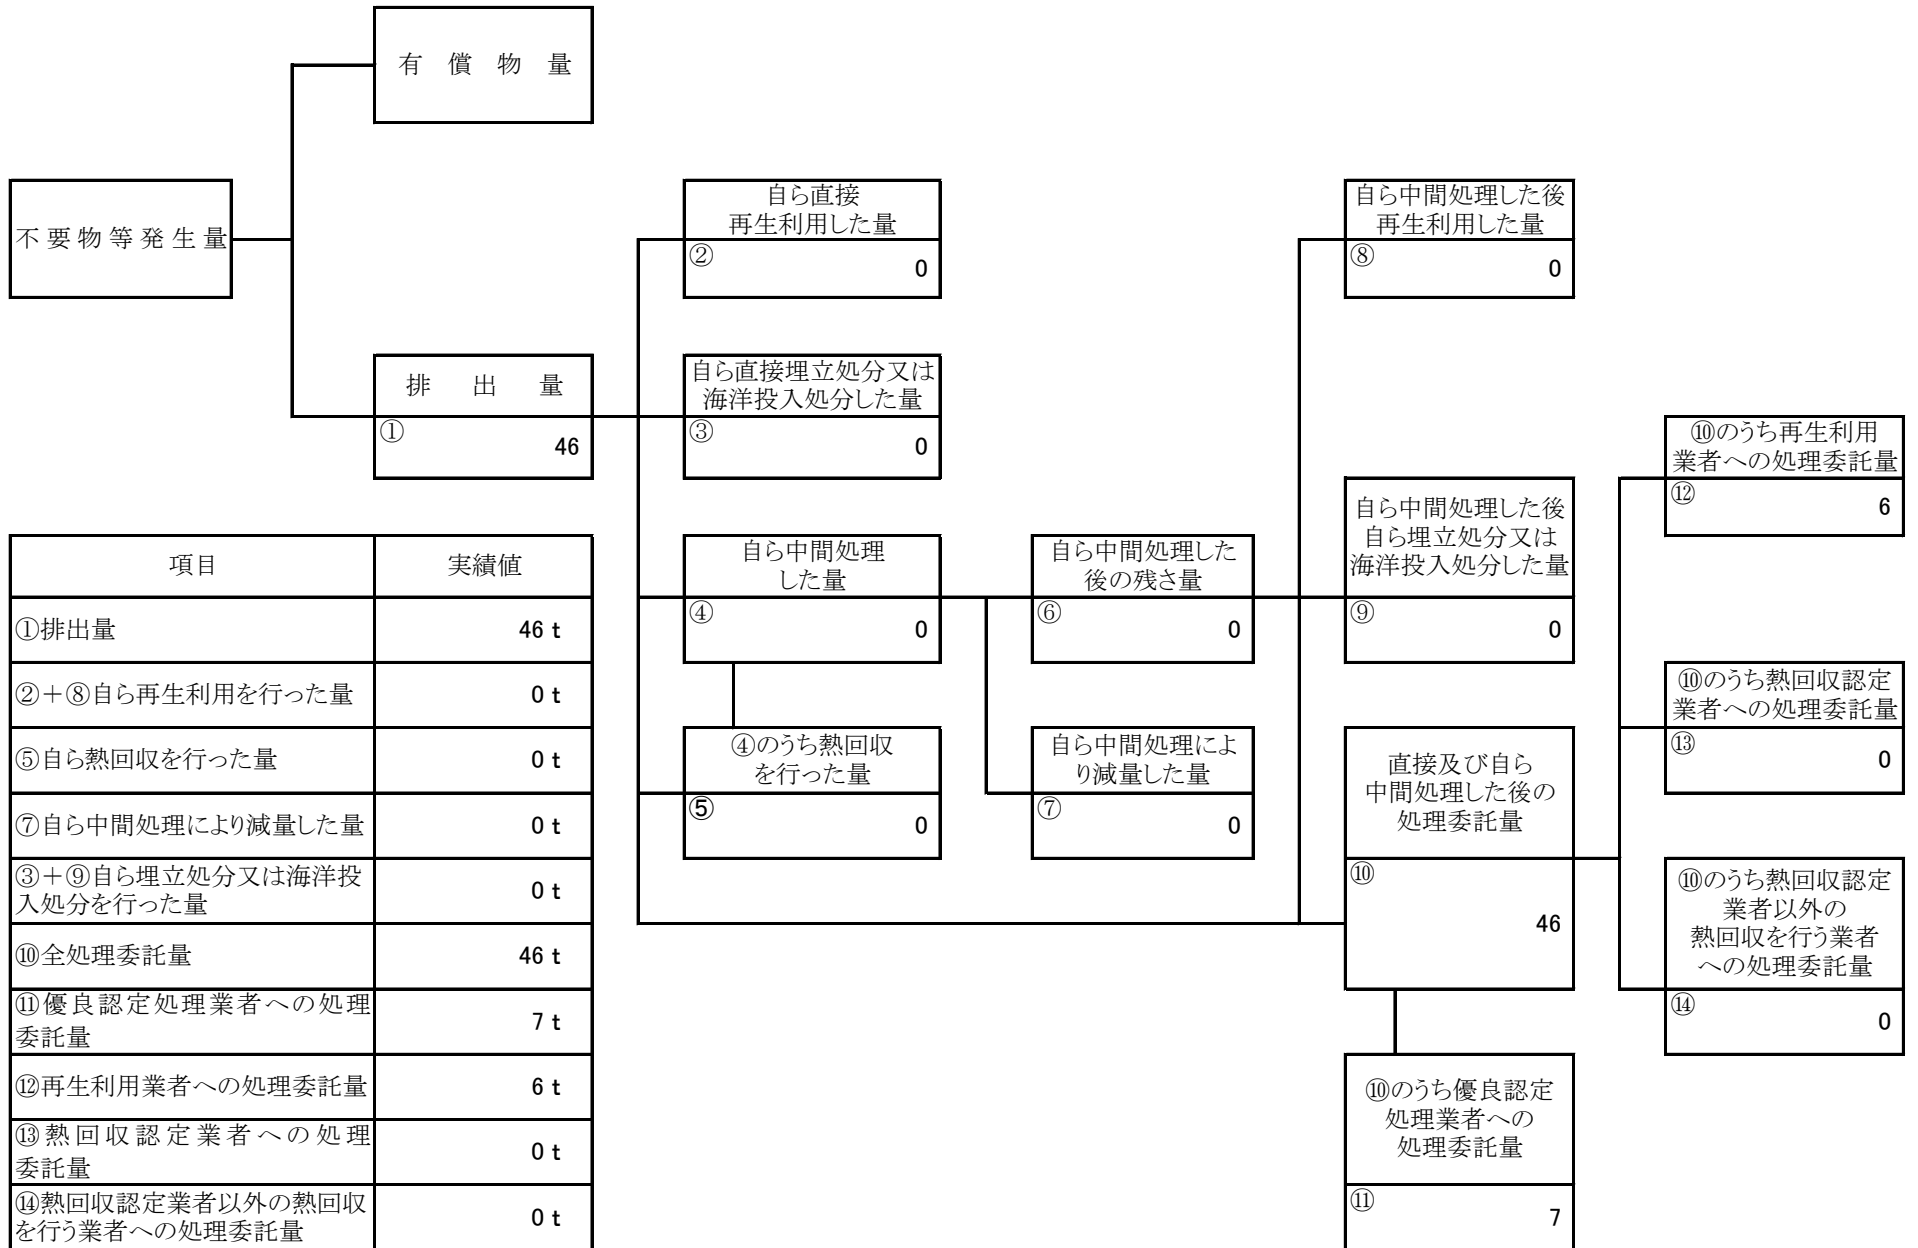 有償物量
不要物等発生量
自ら直接
再生利用した量
②
0
自ら中間処理した後
再生利用した量
⑧
0
排出量
①
46
自ら直接埋立処分又は
海洋投入処分した量
③
0
⑩のうち再生利用
業者への処理委託量
⑫
6
自ら中間処理
した量
④
0
自ら中間処理した
後の残さ量
⑥
0
自ら中間処理した後
自ら埋立処分又は
海洋投入処分した量
⑨
0
⑩のうち熱回収認定
業者への処理委託量
⑬
0
④のうち熱回収
を行った量
⑤
0
自ら中間処理によ
り減量した量
⑦
0
直接及び自ら
中間処理した後の
処理委託量
⑩
46
⑩のうち熱回収認定
業者以外の
熱回収を行う業者
への処理委託量
⑭
0
⑩のうち優良認定
処理業者への
処理委託量
⑪
7
項目 実績値
①排出量 46 t
②+⑧自ら再生利用を行った量 0 t
⑤自ら熱回収を行った量 0 t
⑦自ら中間処理により減量した量 0 t
③+⑨自ら埋立処分又は海洋投
入処分を行った量 0 t
⑩全処理委託量 46 t
⑪優良認定処理業者への処理
委託量 7 t
⑫再生利用業者への処理委託量 6 t
⑬熱回収認定業者への処理
委託量 0 t
⑭熱回収認定業者以外の熱回収
を行う業者への処理委託量 0 t